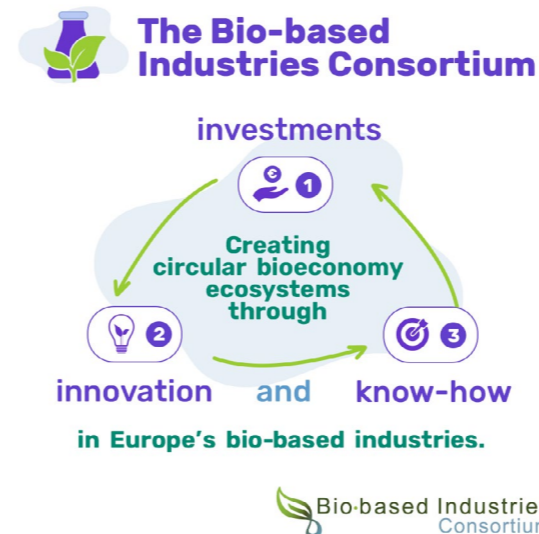 The Bio-based
Industries Consortium
investments
€ 1
Creating
circular bioeconomy
ecosystems
through
2
3
innovation and know-how
in Europe's bio-based industries.
Bio·based Industrie
Consortium